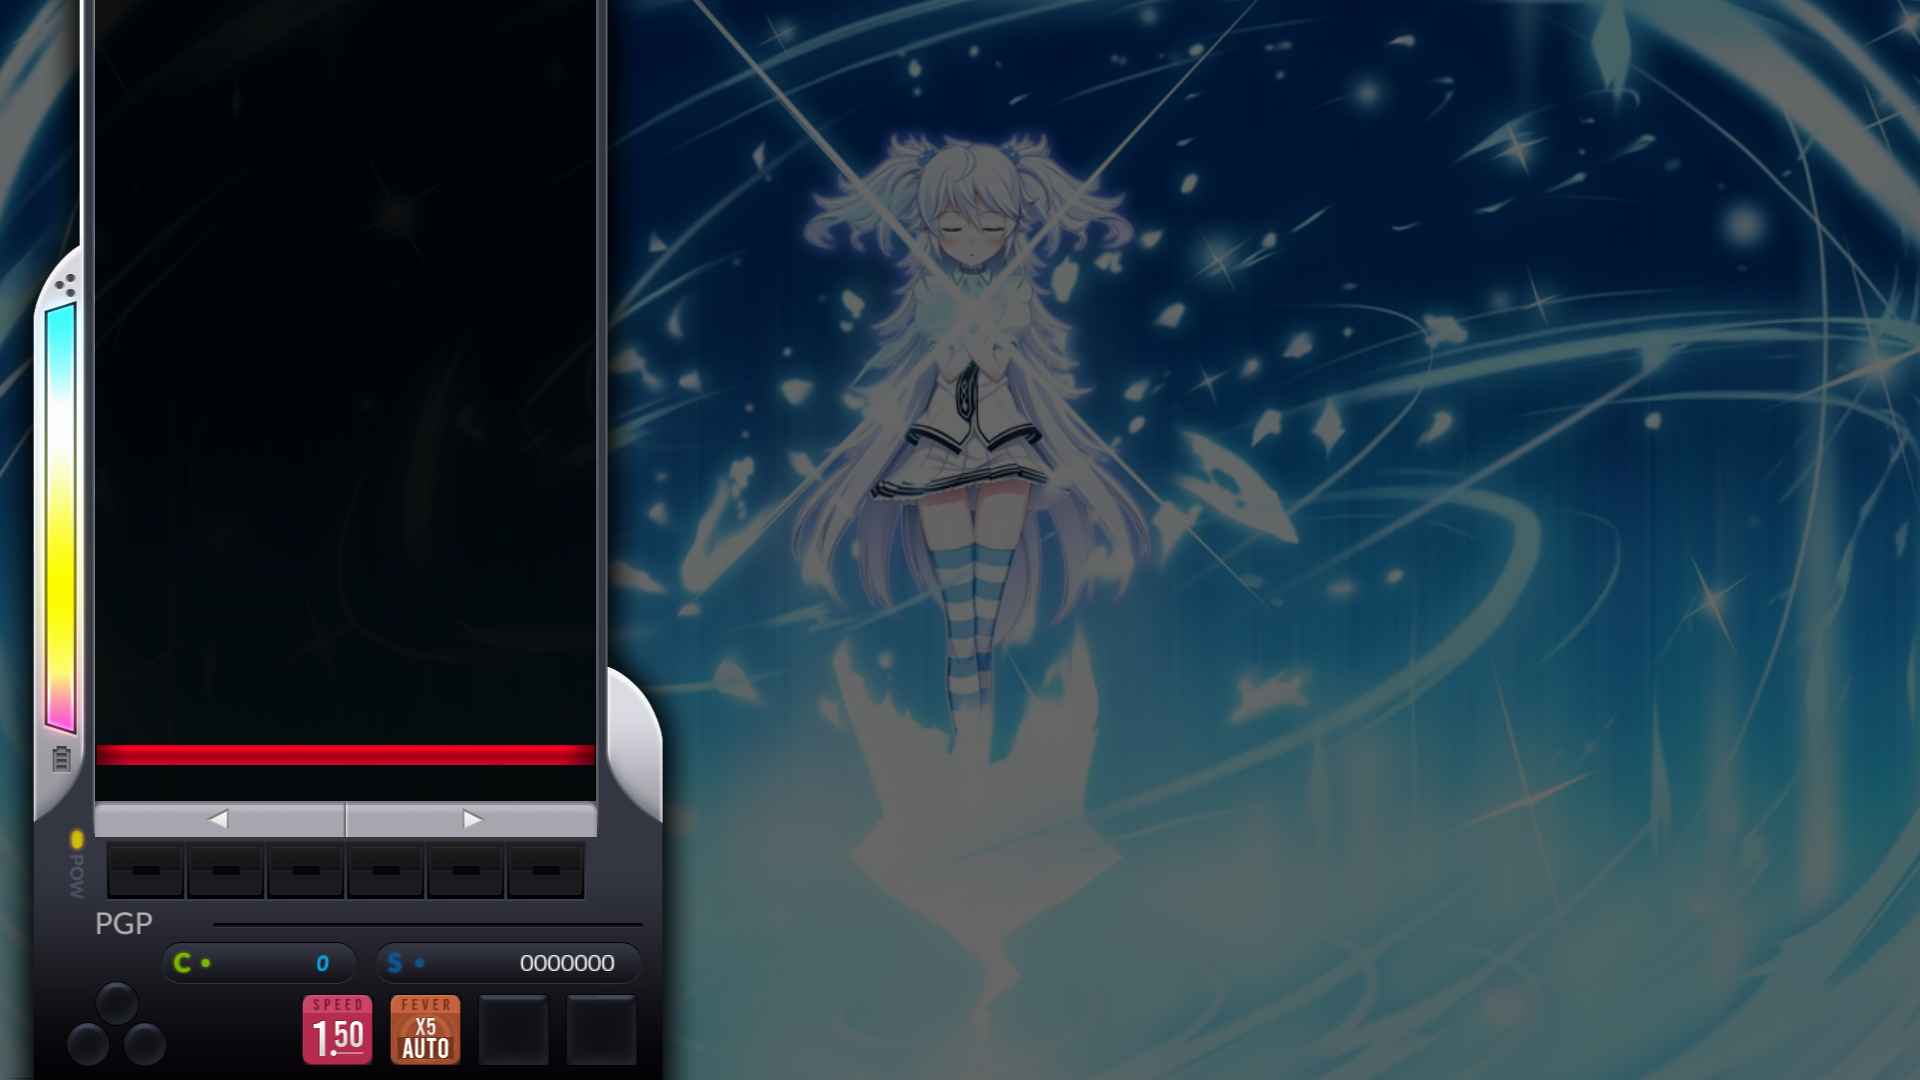 POW
PGP
C • 0
S • 0000000
SPEED
1.50
FEVER
X5
AUTO